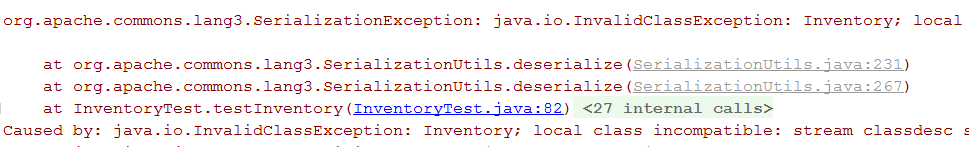 org.apache.commons.lang3.SerializationException: java.io.InvalidClassException: Inventory; local
at org.apache.commons.lang3.SerializationUtils.deserialize(SerializationUtils.java:231)
at org.apache.commons.lang3.SerializationUtils.deserialize(SerializationUtils.java:267)
at InventoryTest.testInventory(InventoryTest.java:82) <27 internal calls>
Caused by: java.io.InvalidClassException: Inventory; local class incompatible: stream classdesc s